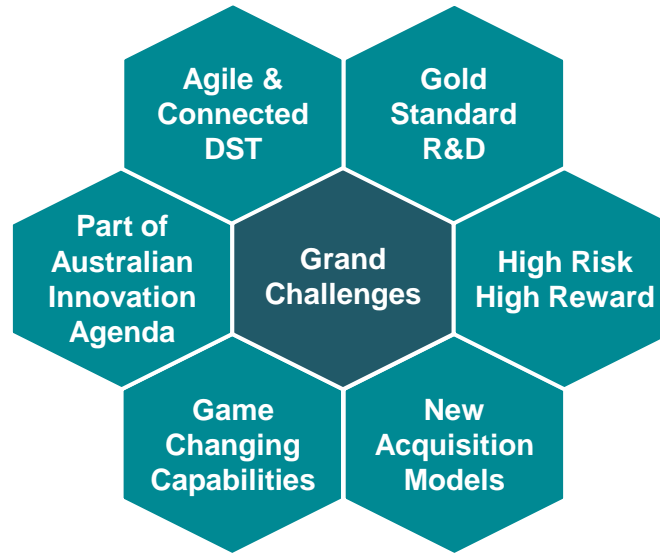 Agile &
Connected
DST
Gold
Standard
R&D
Part of
Australian
Innovation
Agenda
Grand
Challenges
High Risk
High Reward
Game
Changing
Capabilities
New
Acquisition
Models